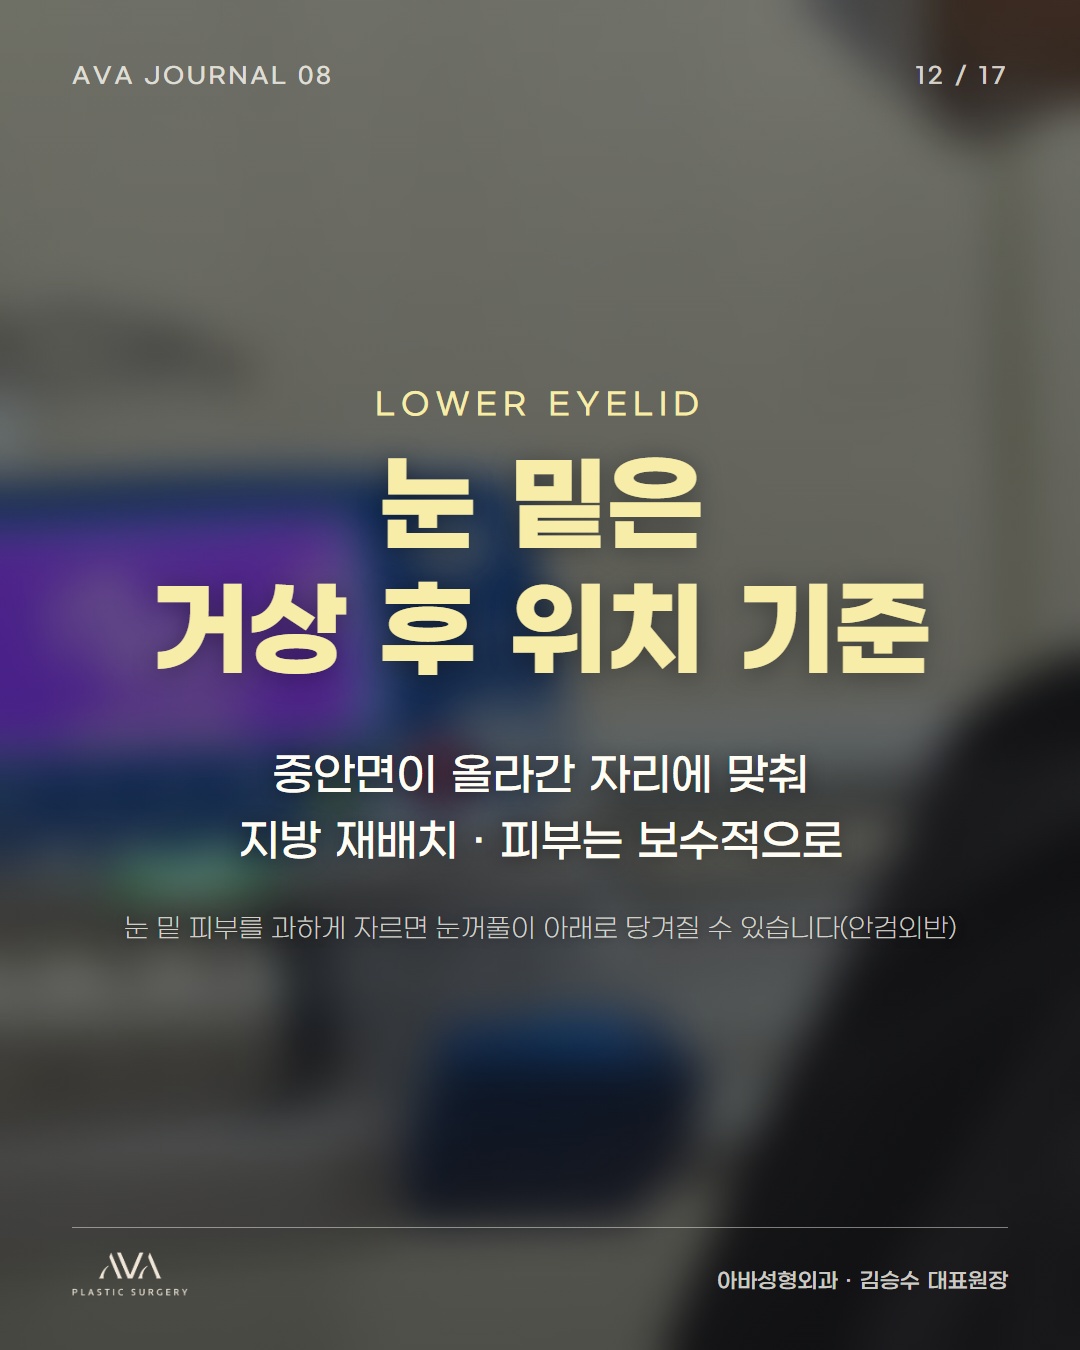 AVA JOURNAL 08
12 / 17
LOWER EYELID
눈 밑은
거상 후 위치 기준
중안면이 올라간 자리에 맞춰
지방 재배치 · 피부는 보수적으로
눈 밑 피부를 과하게 자르면 눈꺼풀이 아래로 당겨질 수 있습니다(안검외반)
AVA
PLASTIC SURGERY
아바성형외과 · 김승수 대표원장